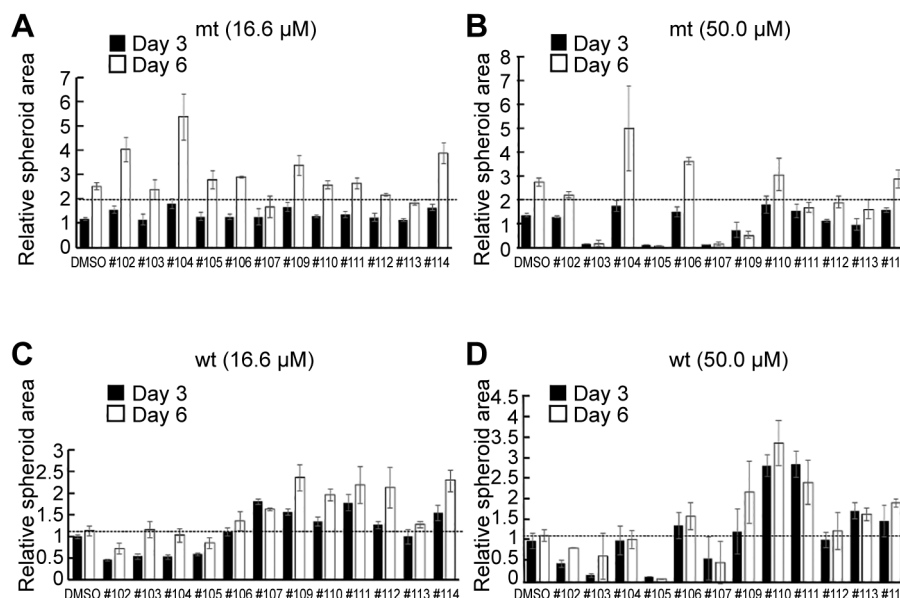 A
mt (16.6 µM)
Day 3
Day 6
Relative spheroid area
7
6
5
4
3
2
1
0
DMSO #102 #103 #104 #105 #106 #107 #109 #110 #111 #112 #113 #114
B
mt (50.0 µM)
Day 3
Day 6
Relative spheroid area
8
7
6
5
4
3
2
1
0
DMSO #102 #103 #104 #105 #106 #107 #109 #110 #111 #112 #113 #11
C
wt (16.6 µM)
Day 3
Day 6
Relative spheroid area
3
2.5
2
1.5
1
0.5
0
DMSO #102 #103 #104 #105 #106 #107 #109 #110 #111 #112 #113 #114
D
wt (50.0 µM)
Day 3
Day 6
Relative spheroid area
4.5
4
3.5
3
2.5
2
1.5
1
0.5
0
DMSO #102 #103 #104 #105 #106 #107 #109 #110 #111 #112 #113 #11